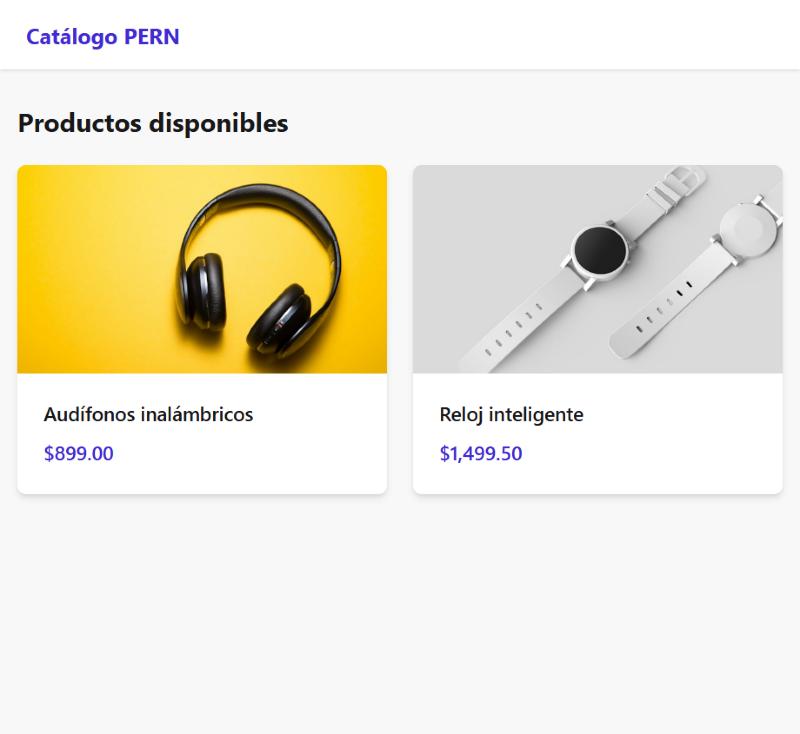 Catálogo PERN
Productos disponibles
Audífonos inalámbricos
$899.00
Reloj inteligente
$1,499.50